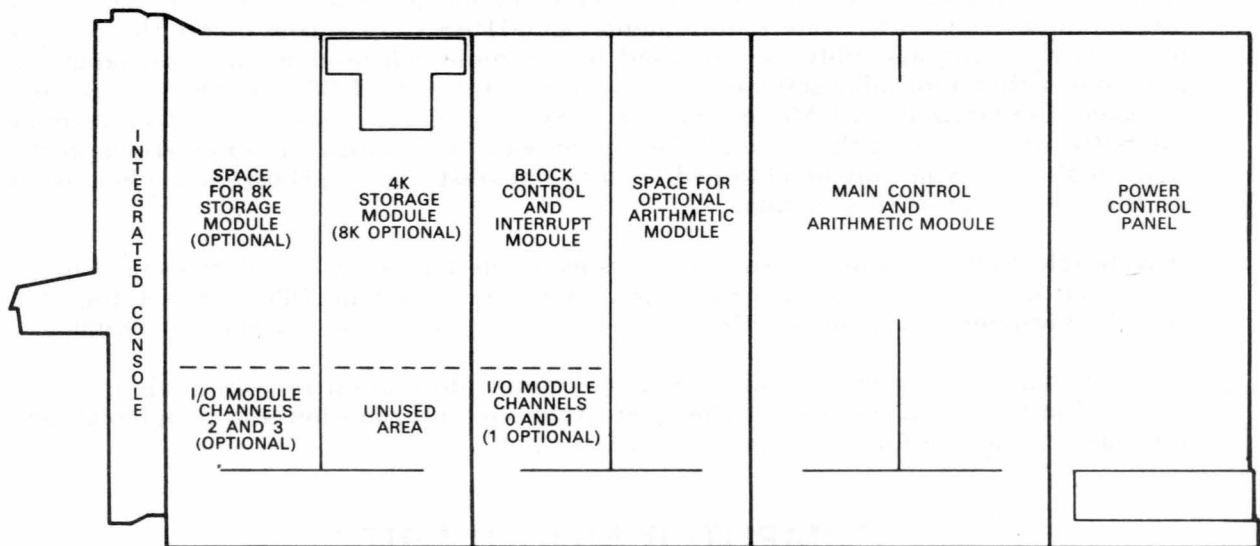 INTEGRATED CONSOLE
SPACE
FOR 8K
STORAGE
MODULE
(OPTIONAL)
4K
STORAGE
MODULE
(8K OPTIONAL)
BLOCK
CONTROL
AND
INTERRUPT
MODULE
SPACE FOR
OPTIONAL
ARITHMETIC
MODULE
MAIN CONTROL
AND
ARITHMETIC MODULE
POWER
CONTROL
PANEL
I/O MODULE
CHANNELS
2 AND 3
(OPTIONAL)
UNUSED
AREA
I/O MODULE
CHANNELS
0 AND 1
(1 OPTIONAL)